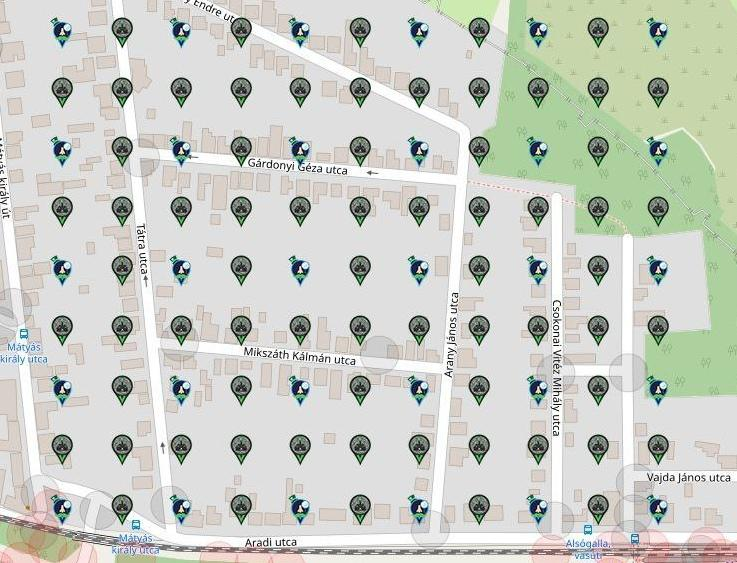 y Endre utca
Mátyás király út
Gárdonyi Géza utca
Tátra utca
Mátyás
király utca
Mikszáth Kálmán utca
Arany János utca
Csokonai Vitéz Mihály utca
Vajda János utca
Mátyás
király utca
Aradi utca
Alsógalla,
vasúti